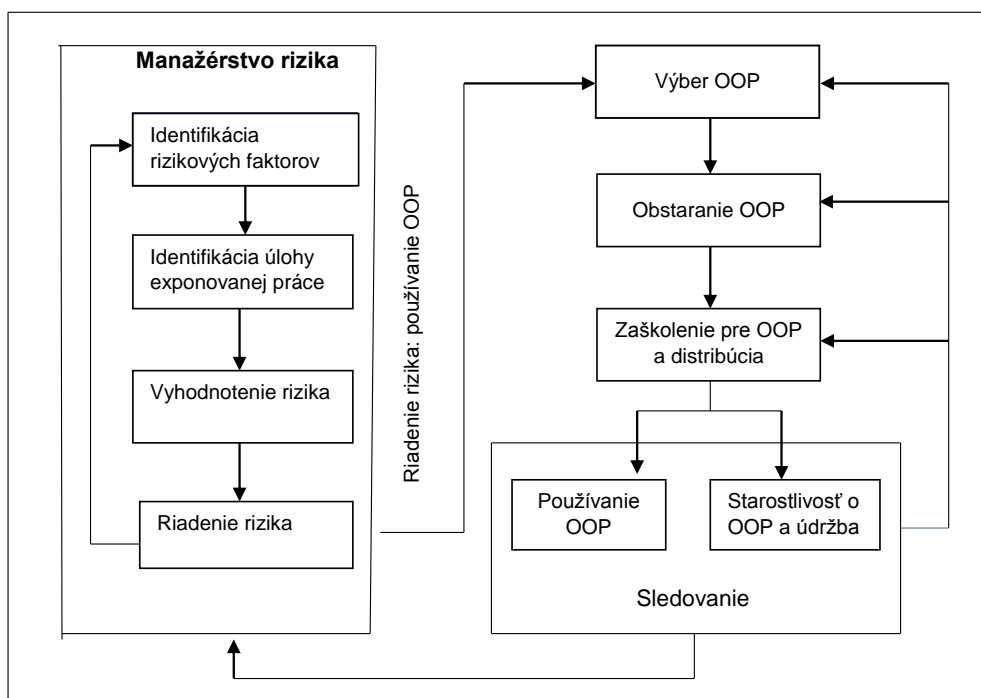 Manažérstvo rizika
Identifikácia
rizikových faktorov
Identifikácia úlohy
exponovanej práce
Vyhodnotenie rizika
Riadenie rizika
Riadenie rizika: používanie OOP
Výber OOP
Obstaranie OOP
Zaškolenie pre OOP
a distribúcia
Používanie
OOP
Starostlivosť o
OOP a údržba
Sledovanie